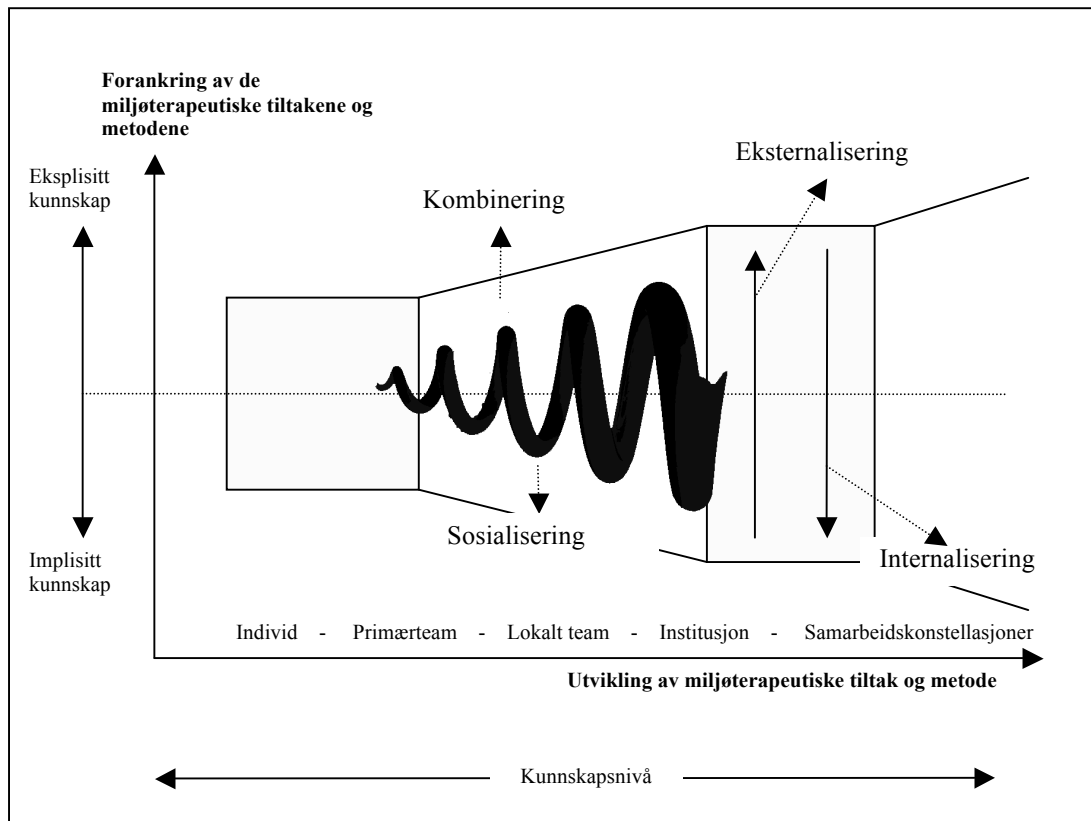 Forankring av de
miljøterapeutiske tiltakene og
metodene
Eksplisitt
kunnskap
Kombinering
Eksternalisering
Sosialisering
Internalisering
Implisitt
kunnskap
Individ - Primærteam - Lokalt team - Institusjon - Samarbeidskonstellasjoner
Utvikling av miljøterapeutiske tiltak og metode
Kunnskapsnivå